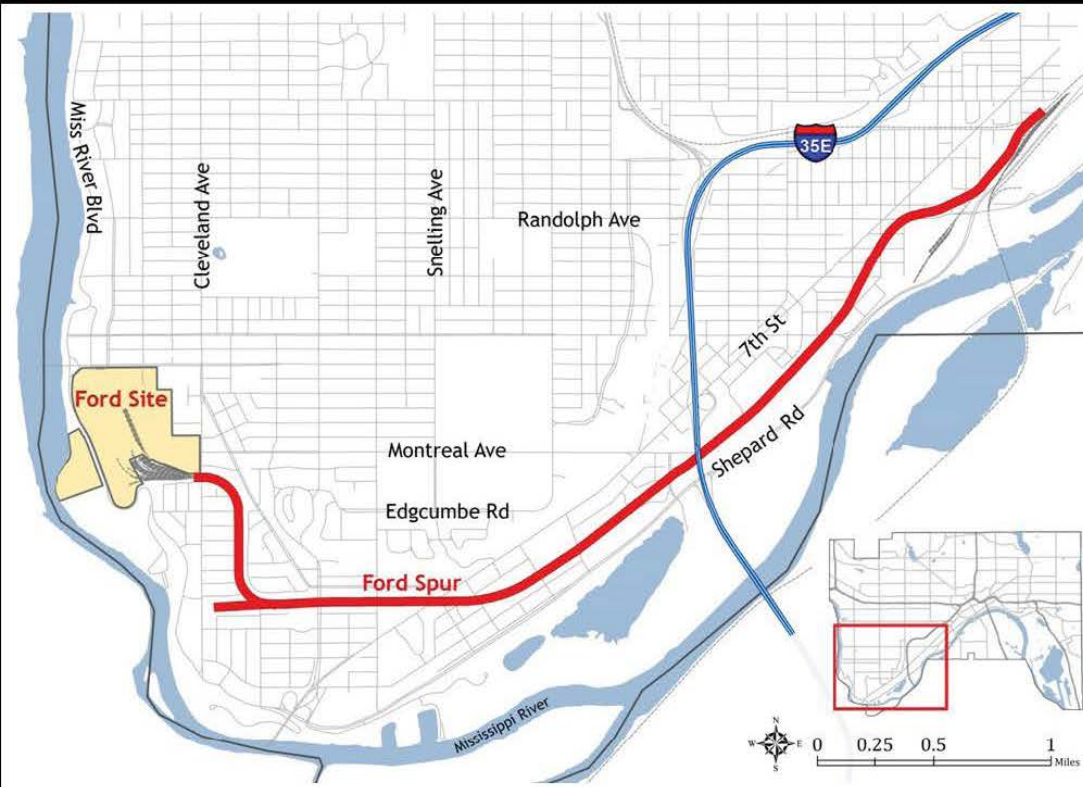 35E
Miss River Blvd
Cleveland Ave
Snelling Ave
Randolph Ave
7th St
Ford Site
Montreal Ave
Shepard Rd
Edgcumbe Rd
Ford Spur
Mississippi River
N
W E
S
0 0.25 0.5 1
Miles